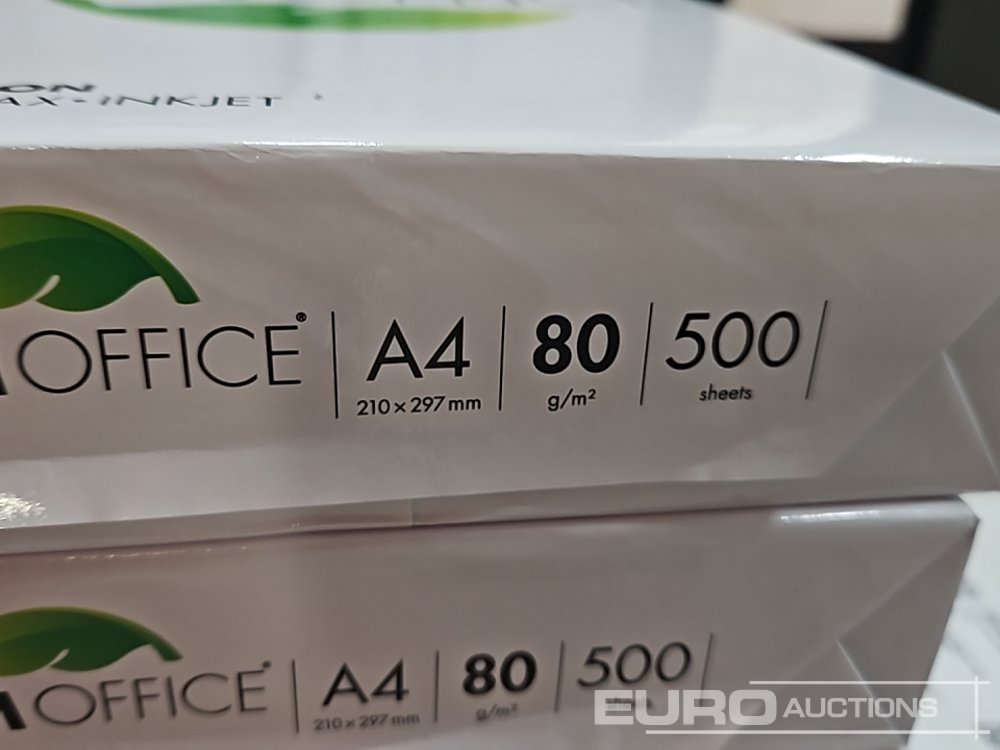 INKJET
OFFICE® A4 80 500
210 × 297 mm g/m² sheets
OFFICE® A4 80 500
210 × 297 mm g/m²
EURO AUCTIONS